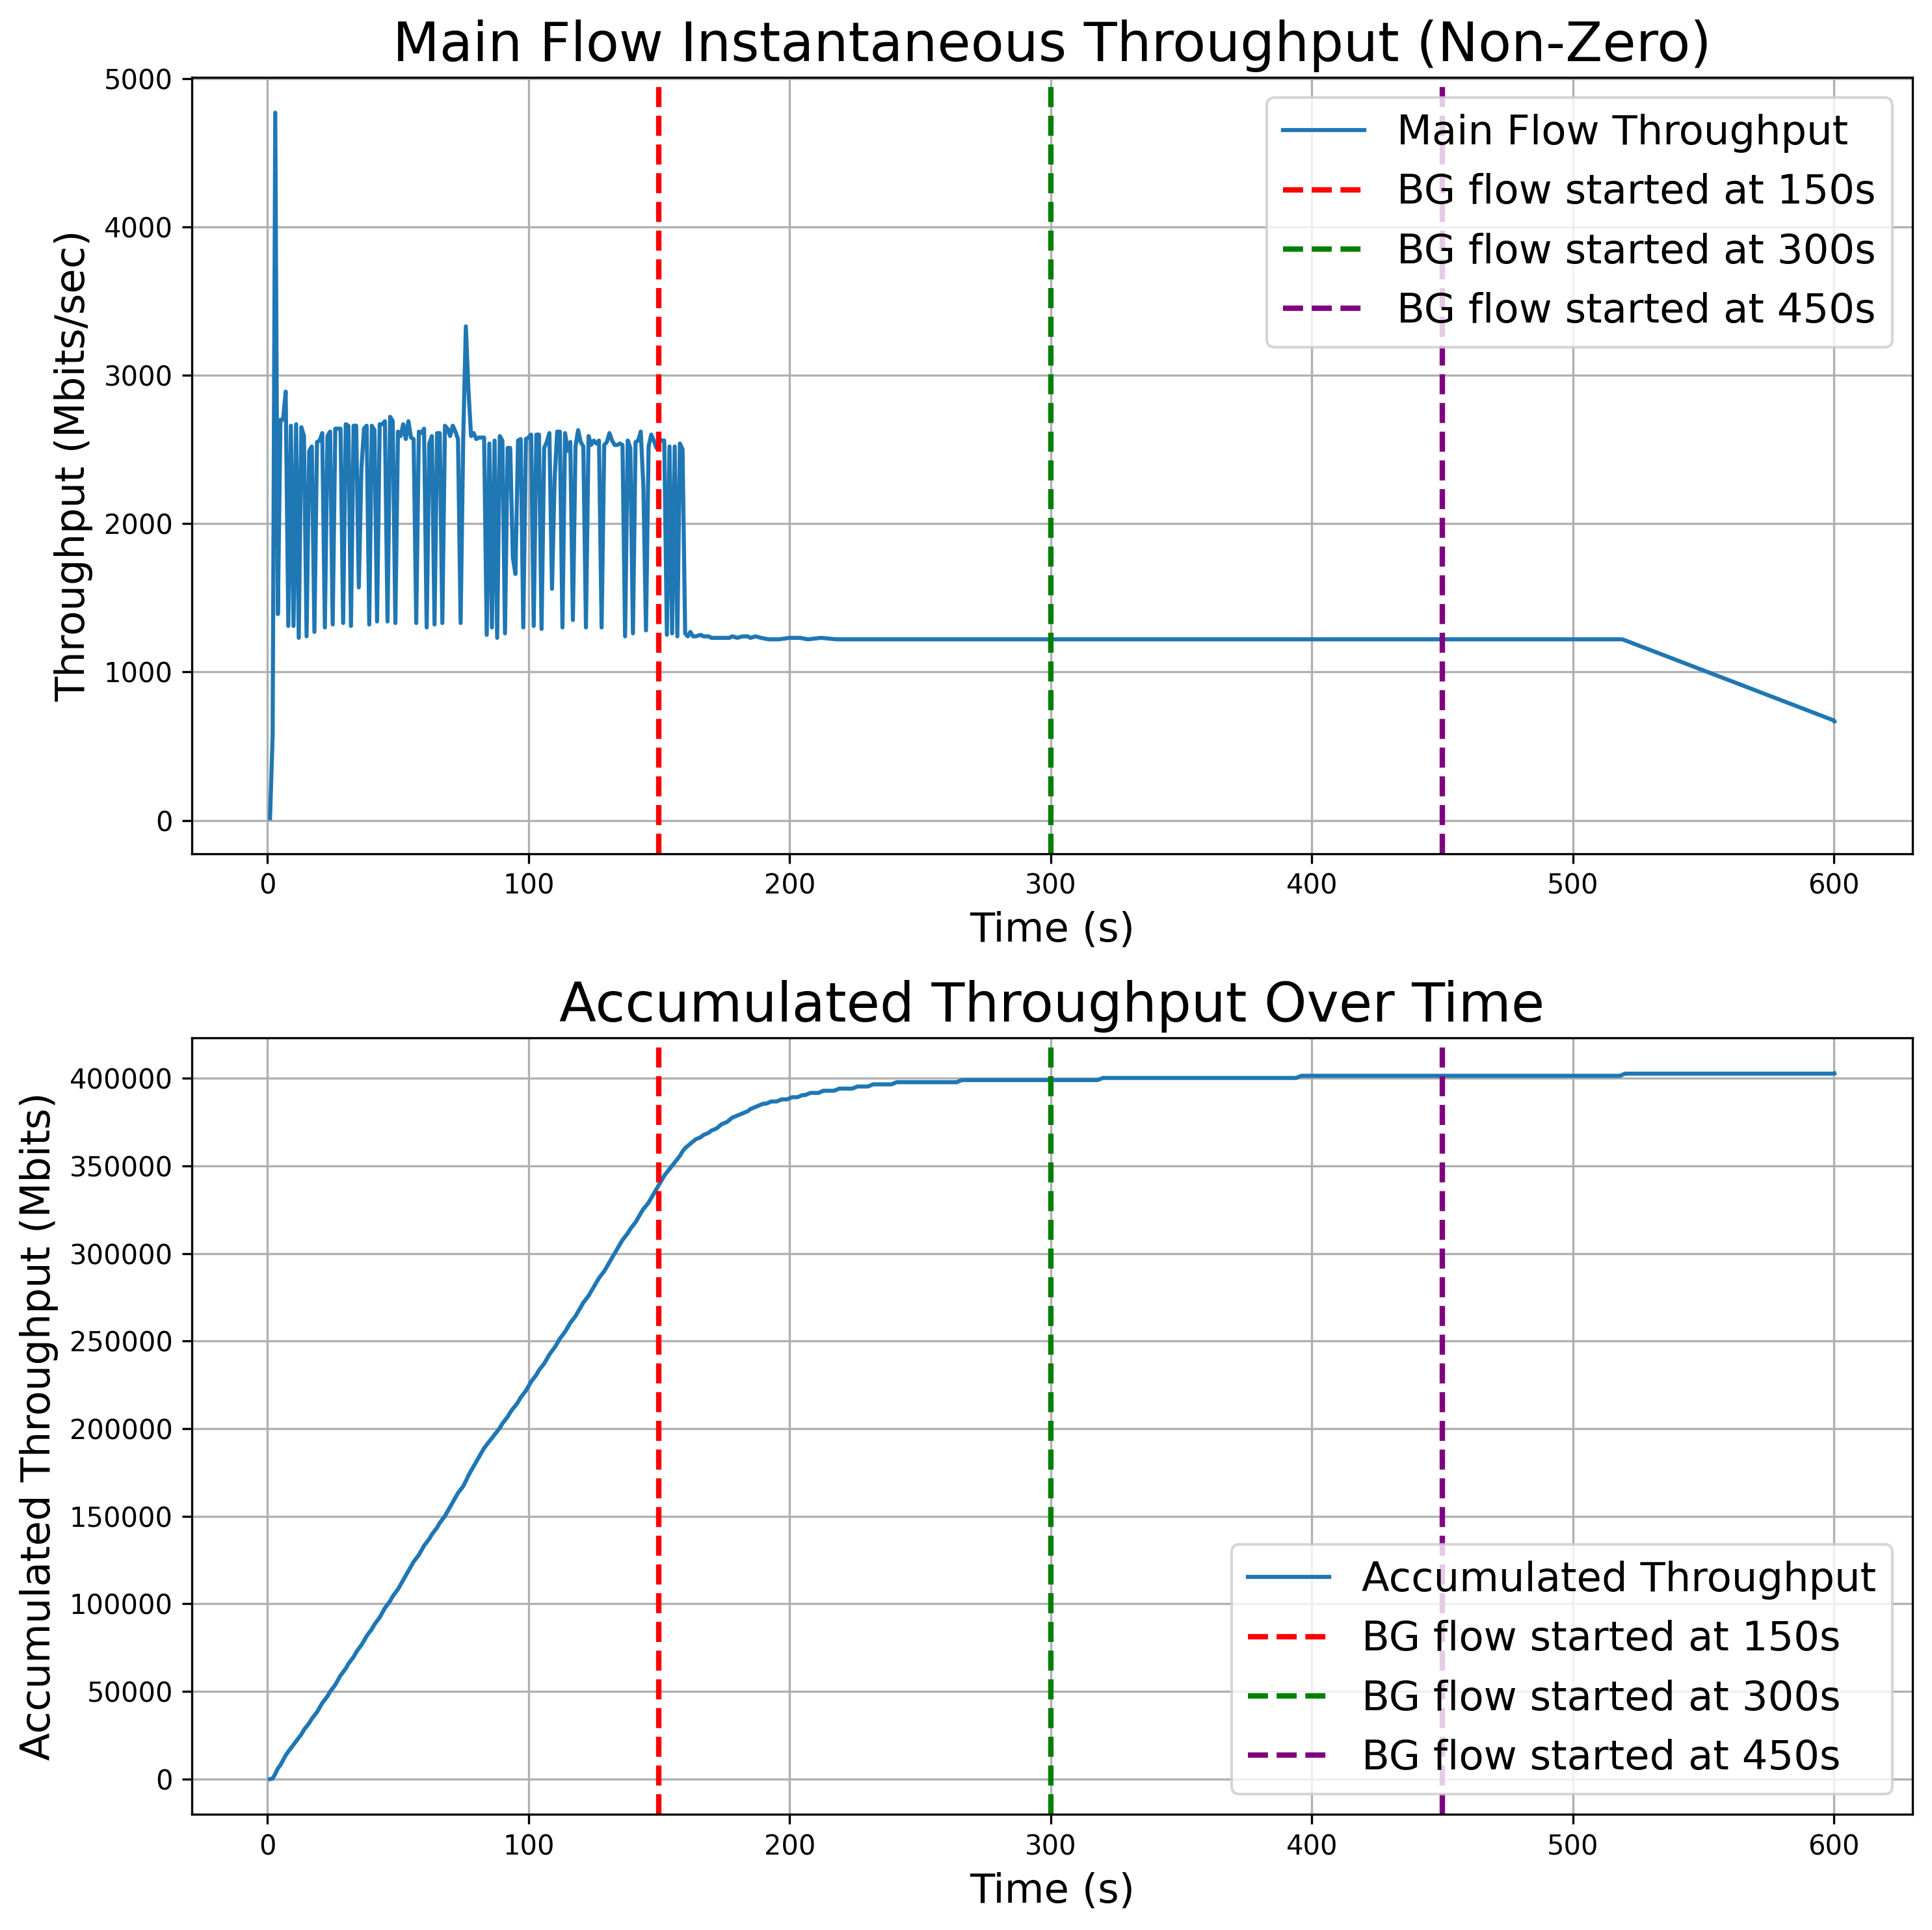 Main Flow Instantaneous Throughput (Non-Zero)
5000
4000
3000
2000
1000
0
Throughput (Mbits/sec)
Main Flow Throughput
BG flow started at 150s
BG flow started at 300s
BG flow started at 450s
0 100 200 300 400 500 600
Time (s)
Accumulated Throughput Over Time
400000
350000
300000
250000
200000
150000
100000
50000
0
Accumulated Throughput (Mbits)
Accumulated Throughput
BG flow started at 150s
BG flow started at 300s
BG flow started at 450s
0 100 200 300 400 500 600
Time (s)